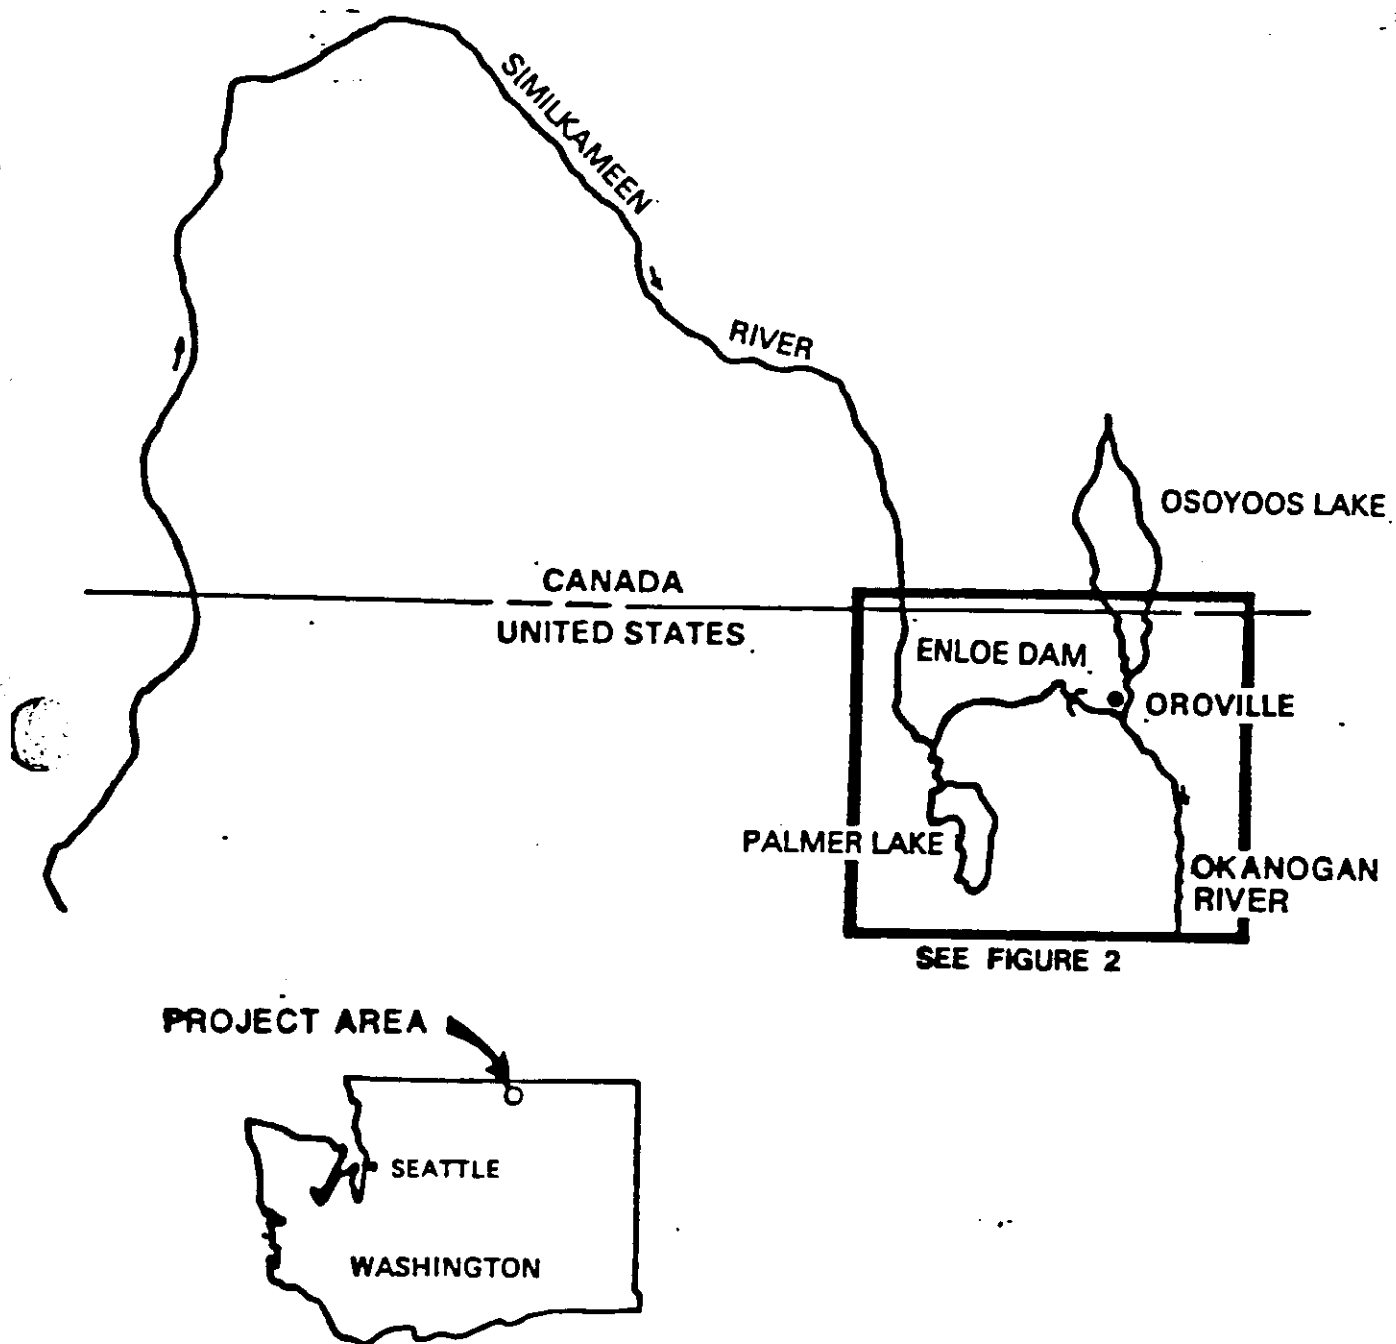 SIMILKAMEEN
RIVER
OSOYOOS LAKE
CANADA
UNITED STATES
ENLOE DAM
OROVILLE
PALMER LAKE
OKANOGAN
RIVER
SEE FIGURE 2
PROJECT AREA
SEATTLE
WASHINGTON